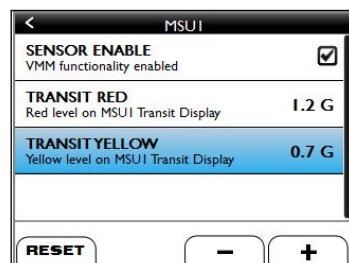 <
MSU1
SENSOR ENABLE
VMM functionality enabled
TRANSIT RED
Red level on MSU1 Transit Display
1.2 G
TRANSIT YELLOW
Yellow level on MSU1 Transit Display
0.7 G
RESET
−
+